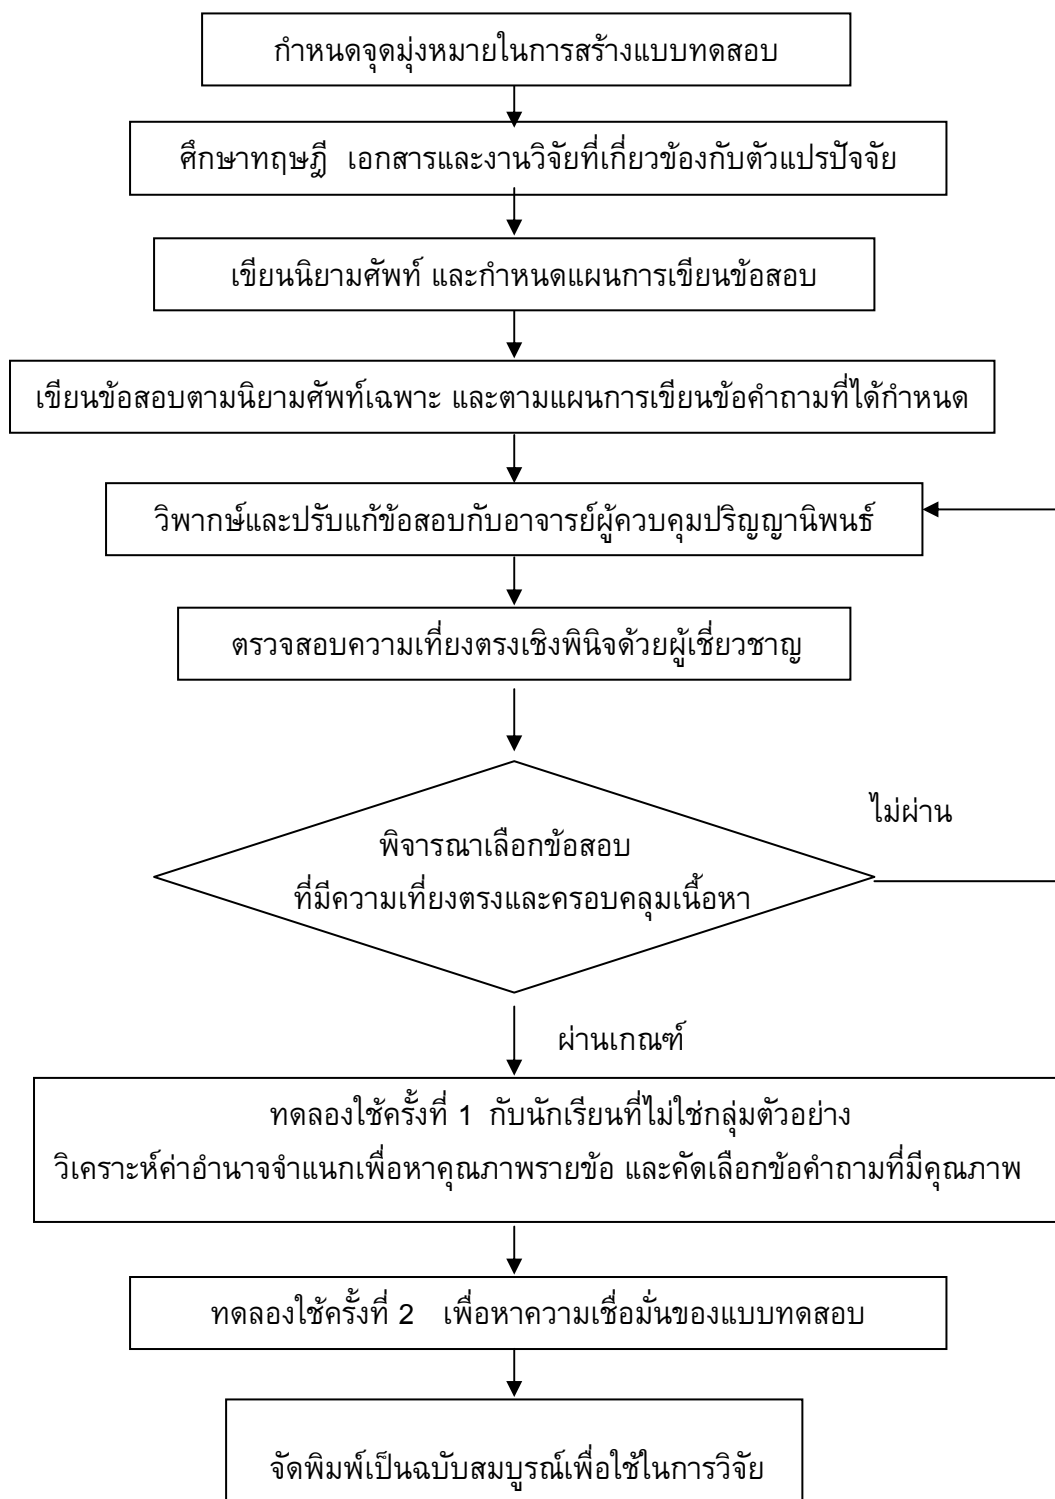 กำหนดจุดมุ่งหมายในการสร้างแบบทดสอบ
ศึกษาทฤษฎี เอกสารและงานวิจัยที่เกี่ยวข้องกับตัวแปรปัจจัย
เขียนนิยามศัพท์ และกำหนดแผนการเขียนข้อสอบ
เขียนข้อสอบตามนิยามศัพท์เฉพาะ และตามแผนการเขียนข้อคำถามที่ได้กำหนด
วิพากษ์และปรับแก้ข้อสอบกับอาจารย์ผู้ควบคุมปริญญานิพนธ์
ตรวจสอบความเที่ยงตรงเชิงพินิจด้วยผู้เชี่ยวชาญ
ไม่ผ่าน
พิจารณาเลือกข้อสอบ
ที่มีความเที่ยงตรงและครอบคลุมเนื้อหา
ผ่านเกณฑ์
ทดลองใช้ครั้งที่ 1 กับนักเรียนที่ไม่ใช่กลุ่มตัวอย่าง
วิเคราะห์ค่าอำนาจจำแนกเพื่อหาคุณภาพรายข้อ และคัดเลือกข้อคำถามที่มีคุณภาพ
ทดลองใช้ครั้งที่ 2 เพื่อหาความเชื่อมั่นของแบบทดสอบ
จัดพิมพ์เป็นฉบับสมบูรณ์เพื่อใช้ในการวิจัย